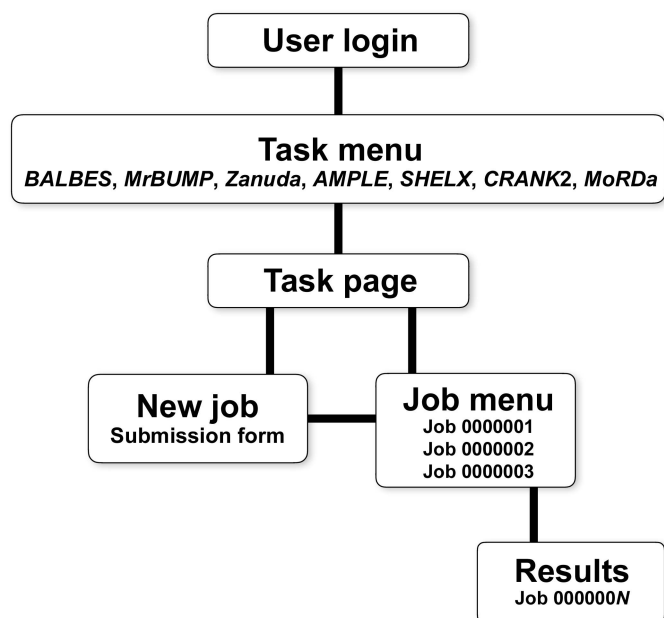 User login
Task menu
BALBES, MrBUMP, Zanuda, AMPLE, SHELX, CRANK2, MoRDa
Task page
New job
Submission form
Job menu
Job 0000001
Job 0000002
Job 0000003
Results
Job 000000N